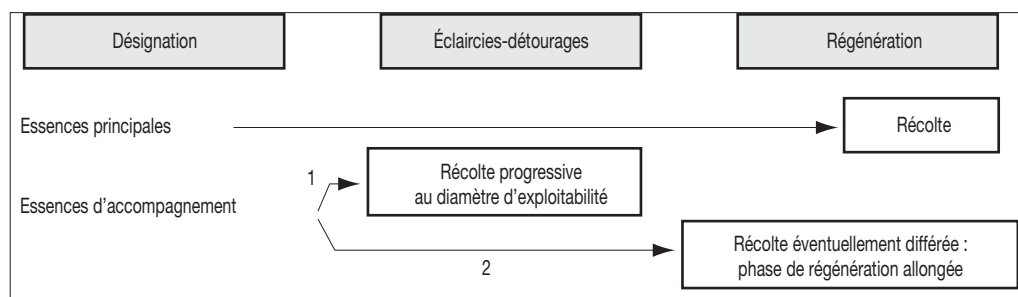 Désignation
Éclaircies-détourages
Régénération
Essences principales
Récolte
1
Récolte progressive
au diamètre d'exploitabilité
Essences d'accompagnement
2
Récolte éventuellement différée :
phase de régénération allongée